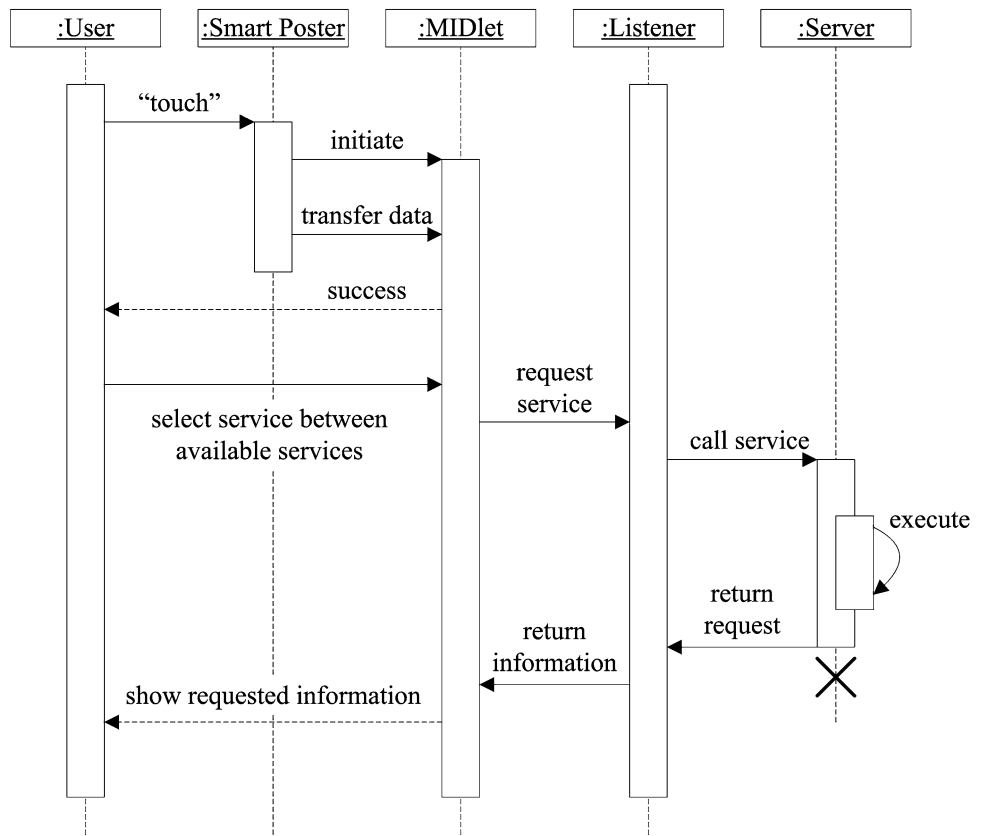 :User
:Smart Poster
:MIDlet
:Listener
:Server
“touch”
initiate
transfer data
success
request
service
select service between
available services
call service
execute
return
request
return
information
show requested information